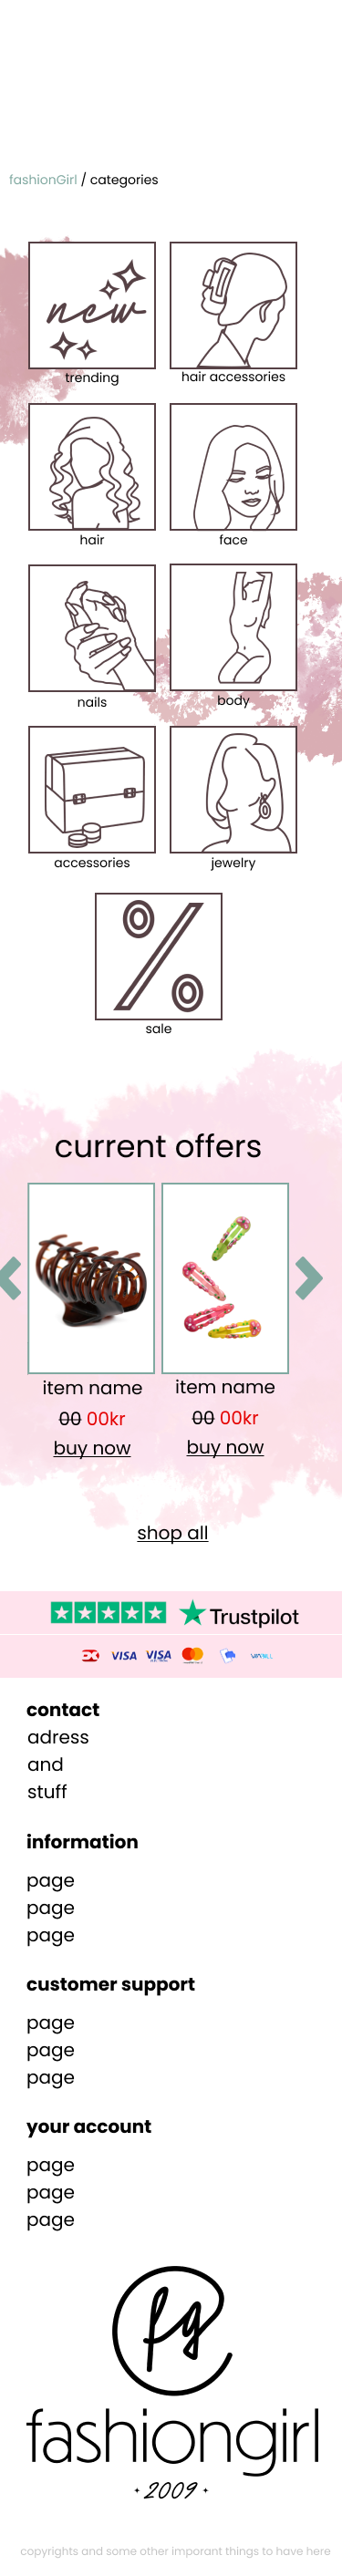 fashionGirl / categories
new
trending
hair accessories
hair
face
nails
body
accessories
jewelry
%
sale
current offers
item name
00 00kr
buy now
item name
00 00kr
buy now
shop all
Trustpilot
DK VISA VISA
contact
adress
and
stuff
information
page
page
page
customer support
page
page
page
your account
page
page
page
fg
fashiongirl
2009
copyrights and some other imporant things to have here